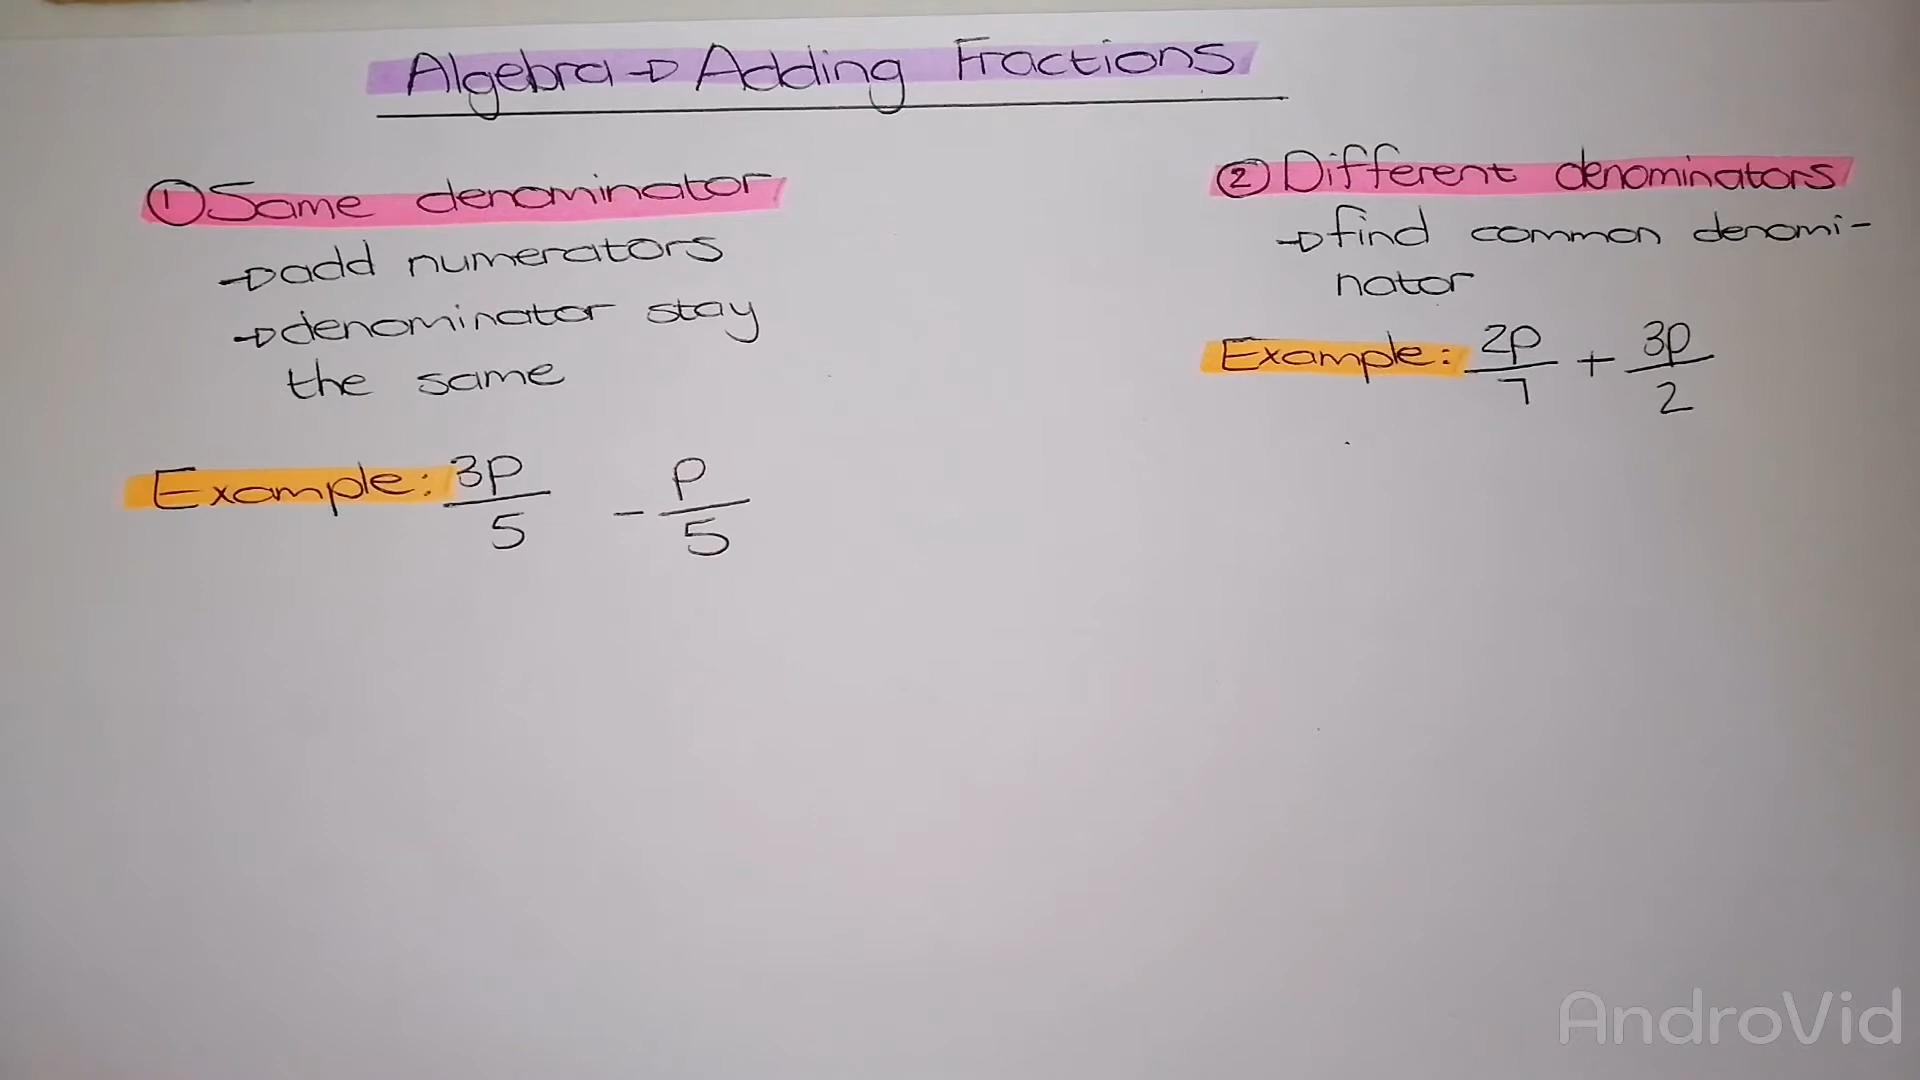 Algebra → Adding Fractions
① Same denominator
→ add numerators
→ denominator stay
the same
Example: 3p/5 - p/5
② Different denominators
→ find common denomi-
nator
Example: 2p/7 + 3p/2
AndroVid